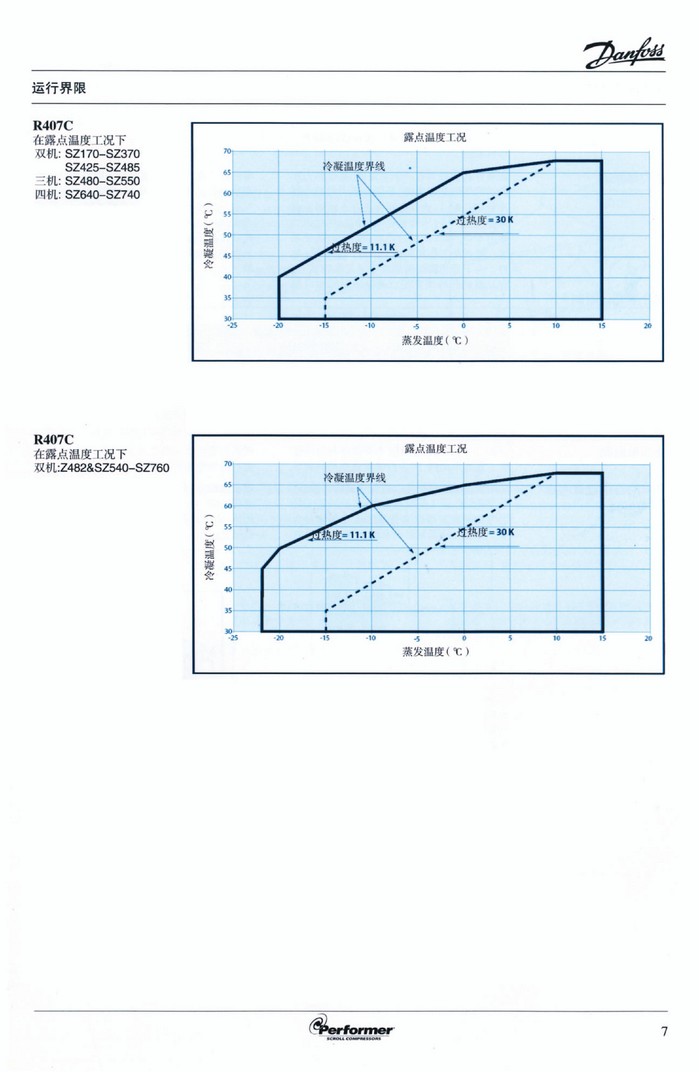 Danfoss
运行界限
R407C
在露点温度工况下
双机: SZ170–SZ370
SZ425–SZ485
三机: SZ480–SZ550
四机: SZ640–SZ740
露点温度工况
冷凝温度界线
过热度= 30 K
过热度= 11.1 K
冷凝温度 ( ℃ )
70
65
60
55
50
45
40
35
30
-25 -20 -15 -10 -5 0 5 10 15 20
蒸发温度 ( ℃ )
R407C
在露点温度工况下
双机:Z482&SZ540–SZ760
露点温度工况
冷凝温度界线
过热度= 11.1 K
过热度= 30 K
冷凝温度 ( ℃ )
70
65
60
55
50
45
40
35
30
-25 -20 -15 -10 -5 0 5 10 15 20
蒸发温度 ( ℃ )
Performer
SCROLL COMPRESSORS
7